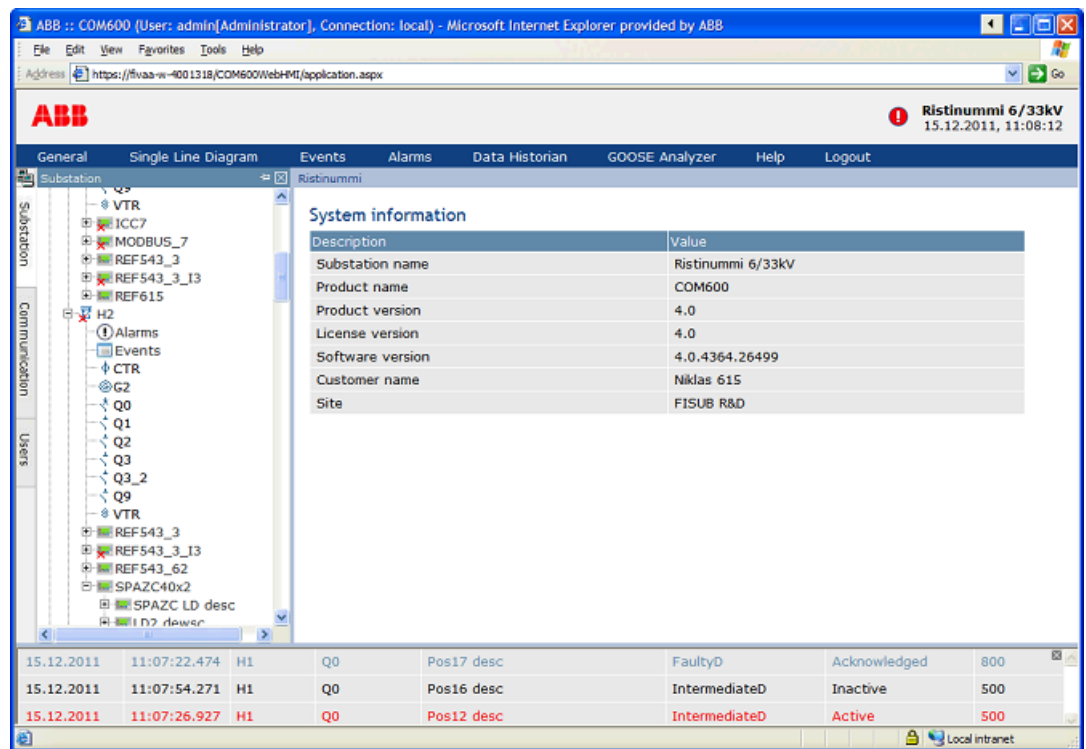 ABB :: COM600 (User: admin[Administrator], Connection: local) - Microsoft Internet Explorer provided by ABB
File Edit View Favorites Tools Help
Address https://fivaa-w-4001318/COM600WebHMI/application.aspx Go
ABB
Ristinummi 6/33kV
15.12.2011, 11:08:12
General Single Line Diagram Events Alarms Data Historian GOOSE Analyzer Help Logout
Substation
Ristinummi
Substation
Communication
Users
Q9
VTR
ICC7
MODBUS_7
REF543_3
REF543_3_I3
REF615
H2
Alarms
Events
CTR
G2
Q0
Q1
Q2
Q3
Q3_2
Q9
VTR
REF543_3
REF543_3_I3
REF543_62
SPAZC40x2
SPAZC LD desc
LD2 dewsc
System information
Description Value
Substation name Ristinummi 6/33kV
Product name COM600
Product version 4.0
License version 4.0
Software version 4.0.4364.26499
Customer name Niklas 615
Site FISUB R&D
15.12.2011 11:07:22.474 H1 Q0 Pos17 desc FaultyD Acknowledged 800
15.12.2011 11:07:54.271 H1 Q0 Pos16 desc IntermediateD Inactive 500
15.12.2011 11:07:26.927 H1 Q0 Pos12 desc IntermediateD Active 500
Local intranet